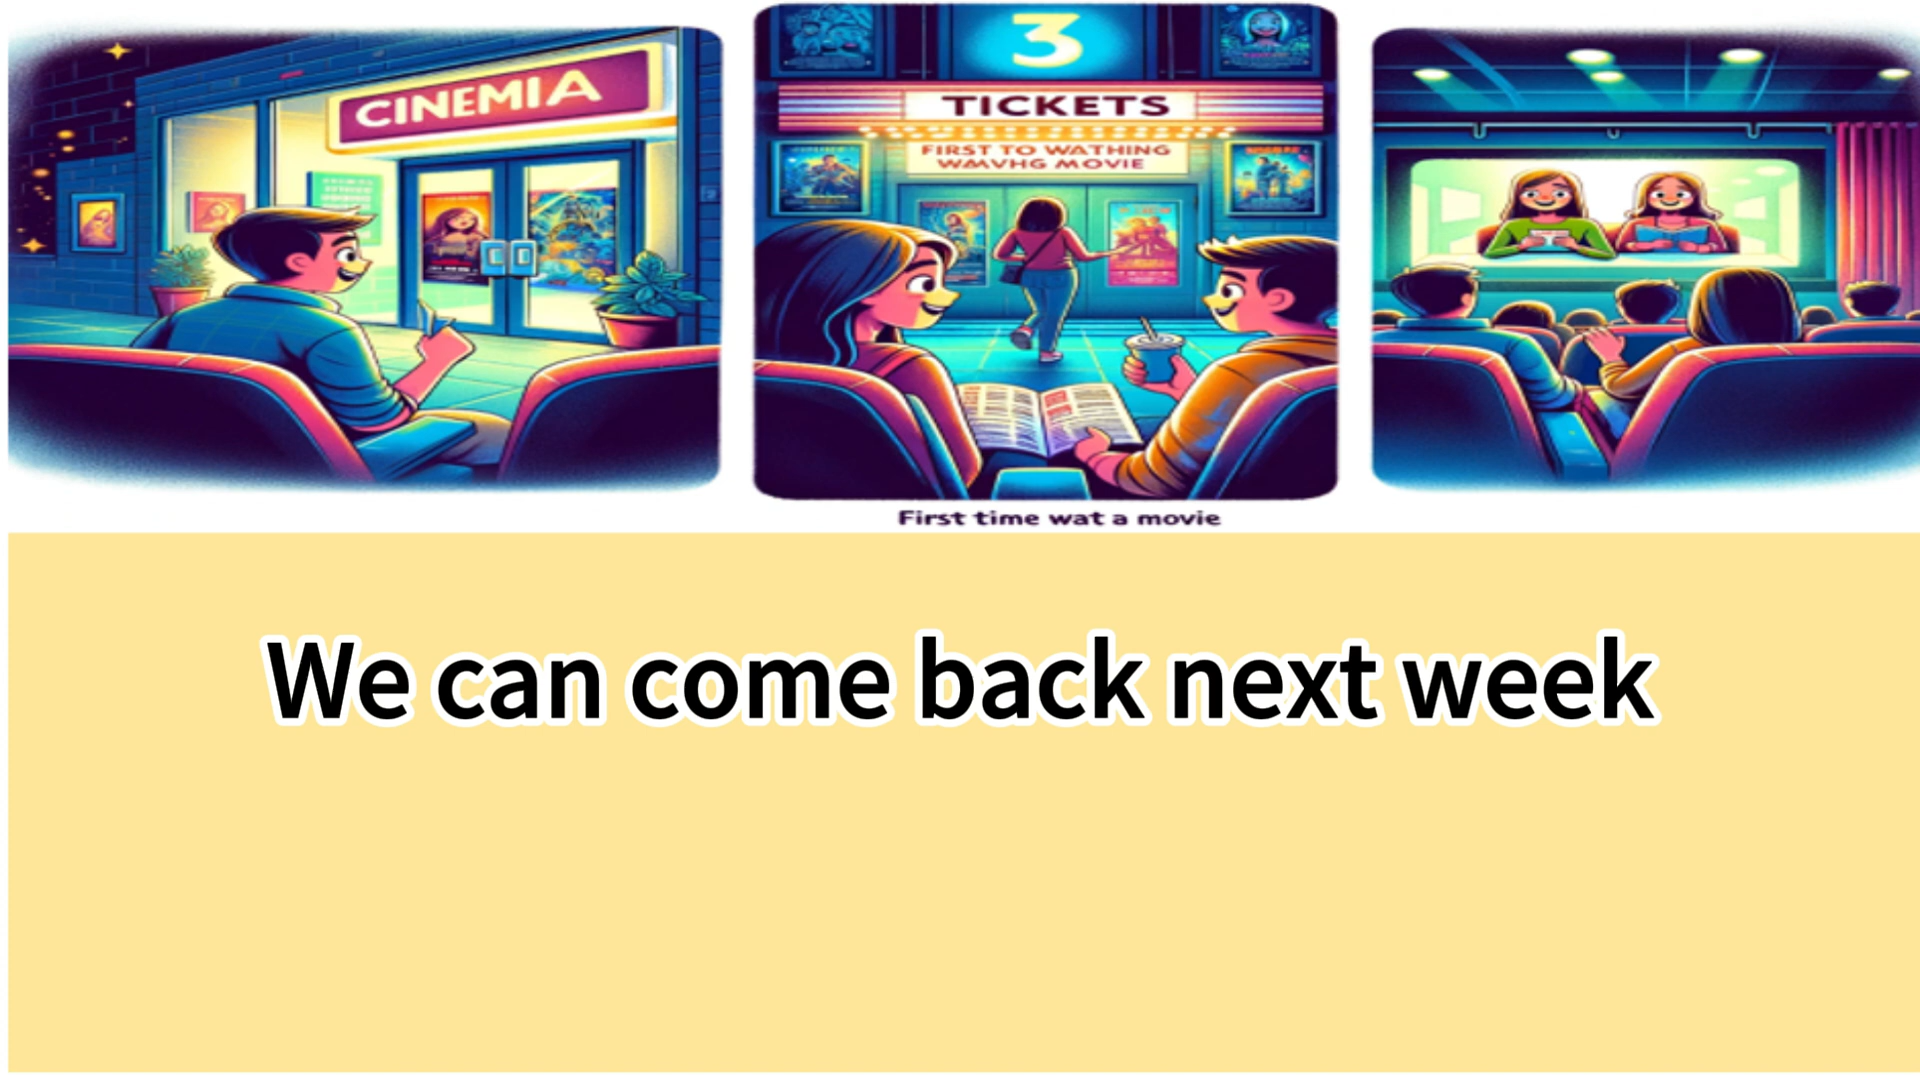 CINEMIA
3
TICKETS
FIRST TO WATHING
WMVHG MOVIE
First time wat a movie
We can come back next week